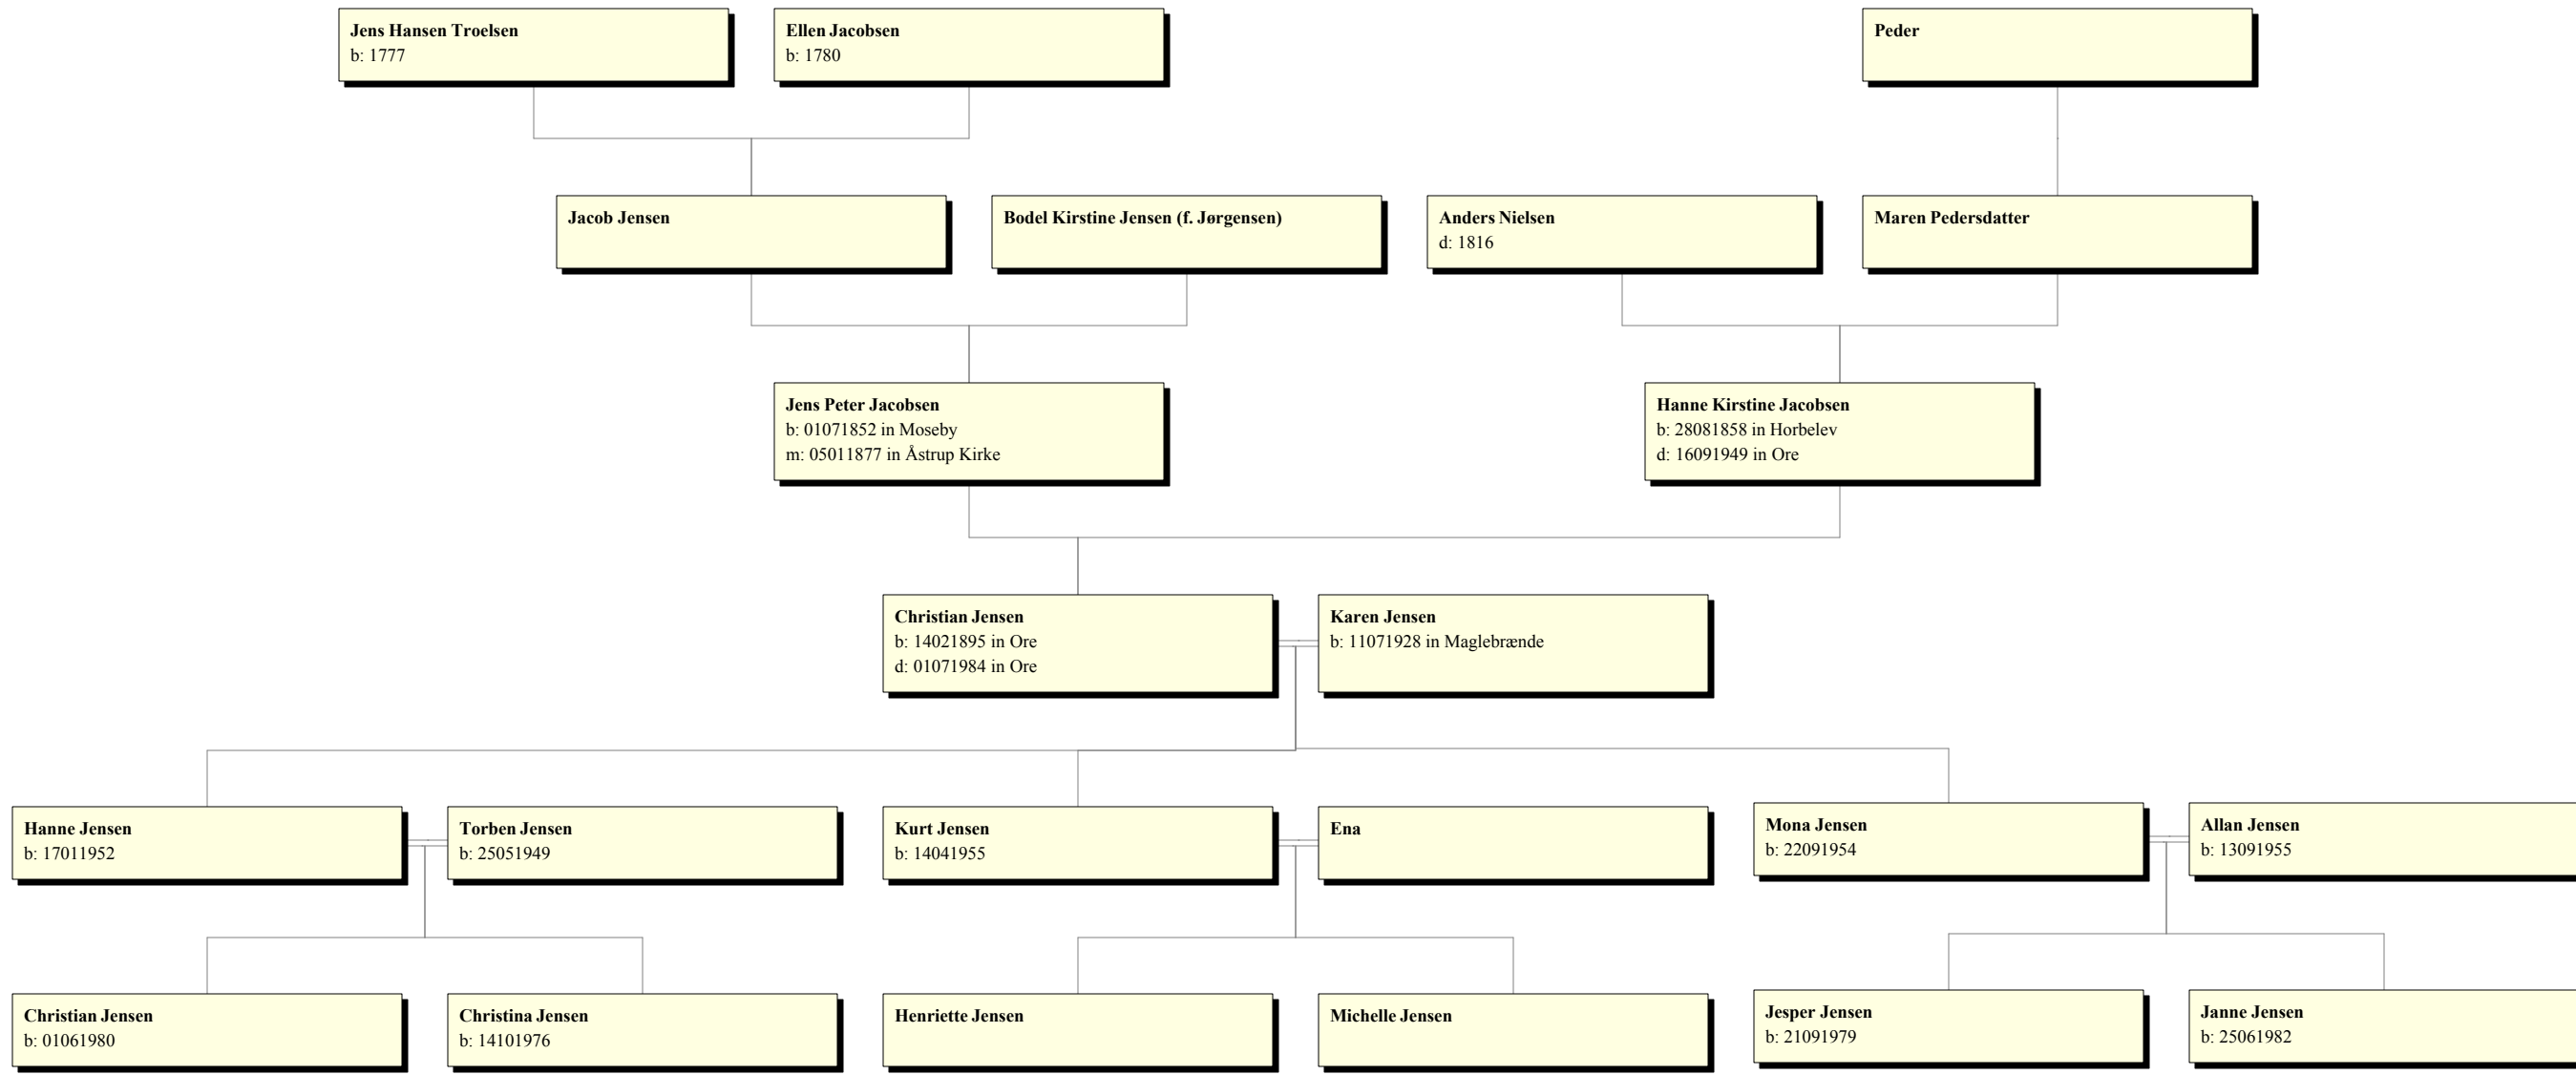 Jens Hansen Troelsen
b: 1777
Ellen Jacobsen
b: 1780
Peder
Jacob Jensen
Bodel Kirstine Jensen (f. Jørgensen)
Anders Nielsen
d: 1816
Maren Pedersdatter
Jens Peter Jacobsen
b: 01071852 in Moseby
m: 05011877 in Åstrup Kirke
Hanne Kirstine Jacobsen
b: 28081858 in Horbelev
d: 16091949 in Ore
Christian Jensen
b: 14021895 in Ore
d: 01071984 in Ore
Karen Jensen
b: 11071928 in Maglebrænde
Hanne Jensen
b: 17011952
Torben Jensen
b: 25051949
Kurt Jensen
b: 14041955
Ena
Mona Jensen
b: 22091954
Allan Jensen
b: 13091955
Christian Jensen
b: 01061980
Christina Jensen
b: 14101976
Henriette Jensen
Michelle Jensen
Jesper Jensen
b: 21091979
Janne Jensen
b: 25061982